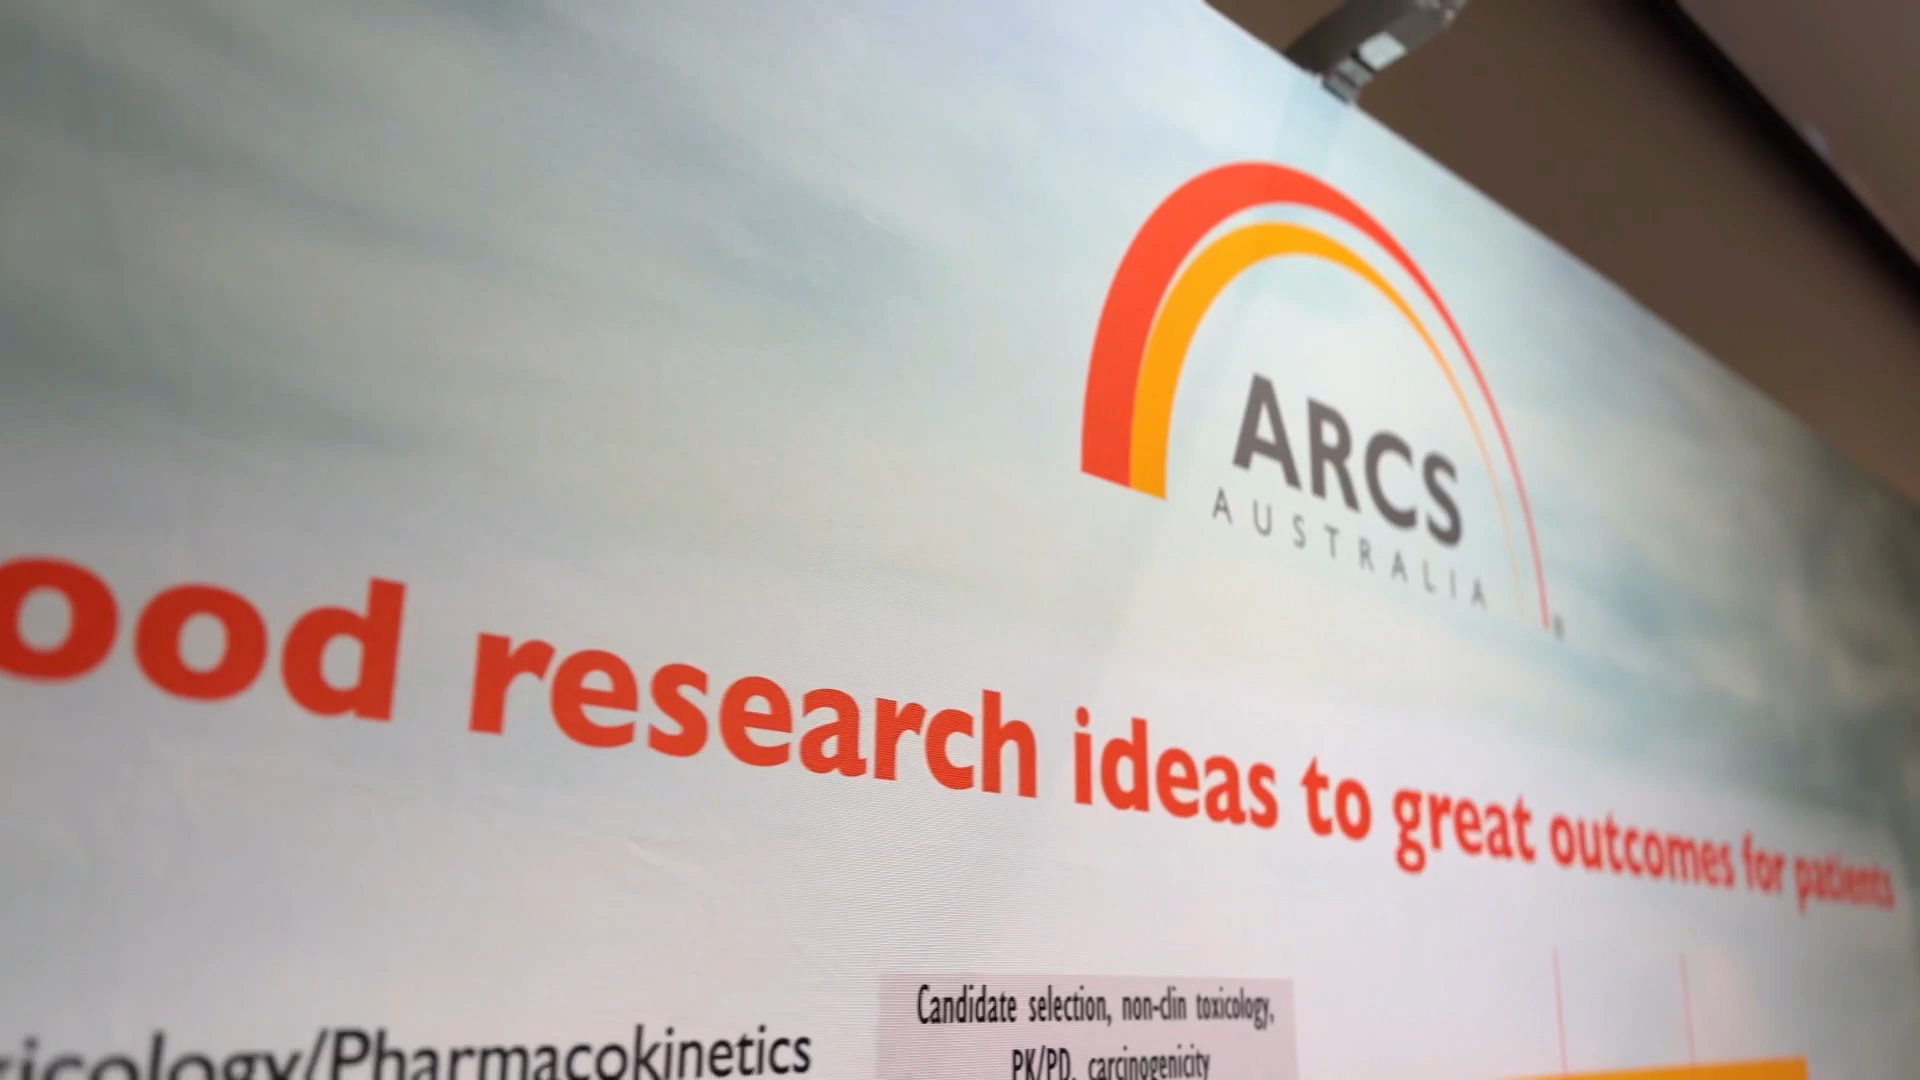 ARCS
AUSTRALIA
ood research ideas to great outcomes for patients
Candidate selection, non-clin toxicology,
PK/PD, carcinogenicity
icology/Pharmacokinetics